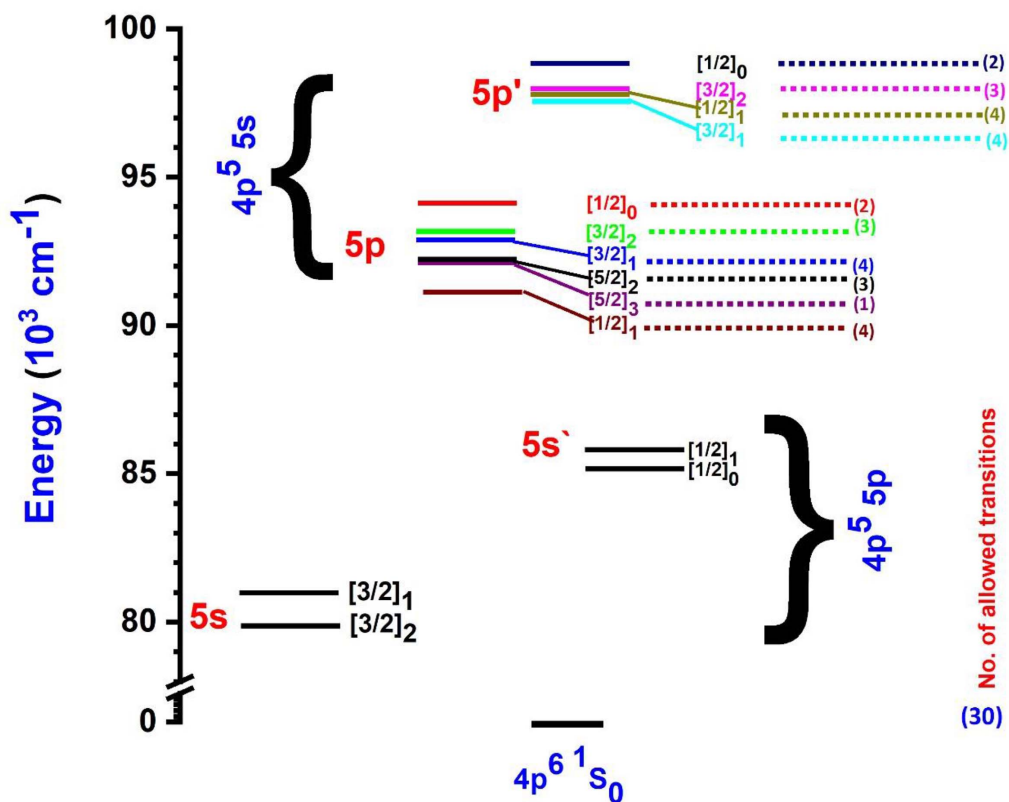 100
95
90
85
80
0
Energy (10³ cm⁻¹)
4p⁵ 5s
5p'
[1/2]₀ (2)
[3/2]₂ (3)
[1/2]₁ (4)
[3/2]₁ (4)
5p
[1/2]₀ (2)
[3/2]₂ (3)
[3/2]₁ (4)
[5/2]₂ (3)
[5/2]₃ (1)
[1/2]₁ (4)
5s`
[1/2]₁
[1/2]₀
4p⁵ 5p
5s
[3/2]₁
[3/2]₂
No. of allowed transitions
(30)
4p⁶ ¹S₀